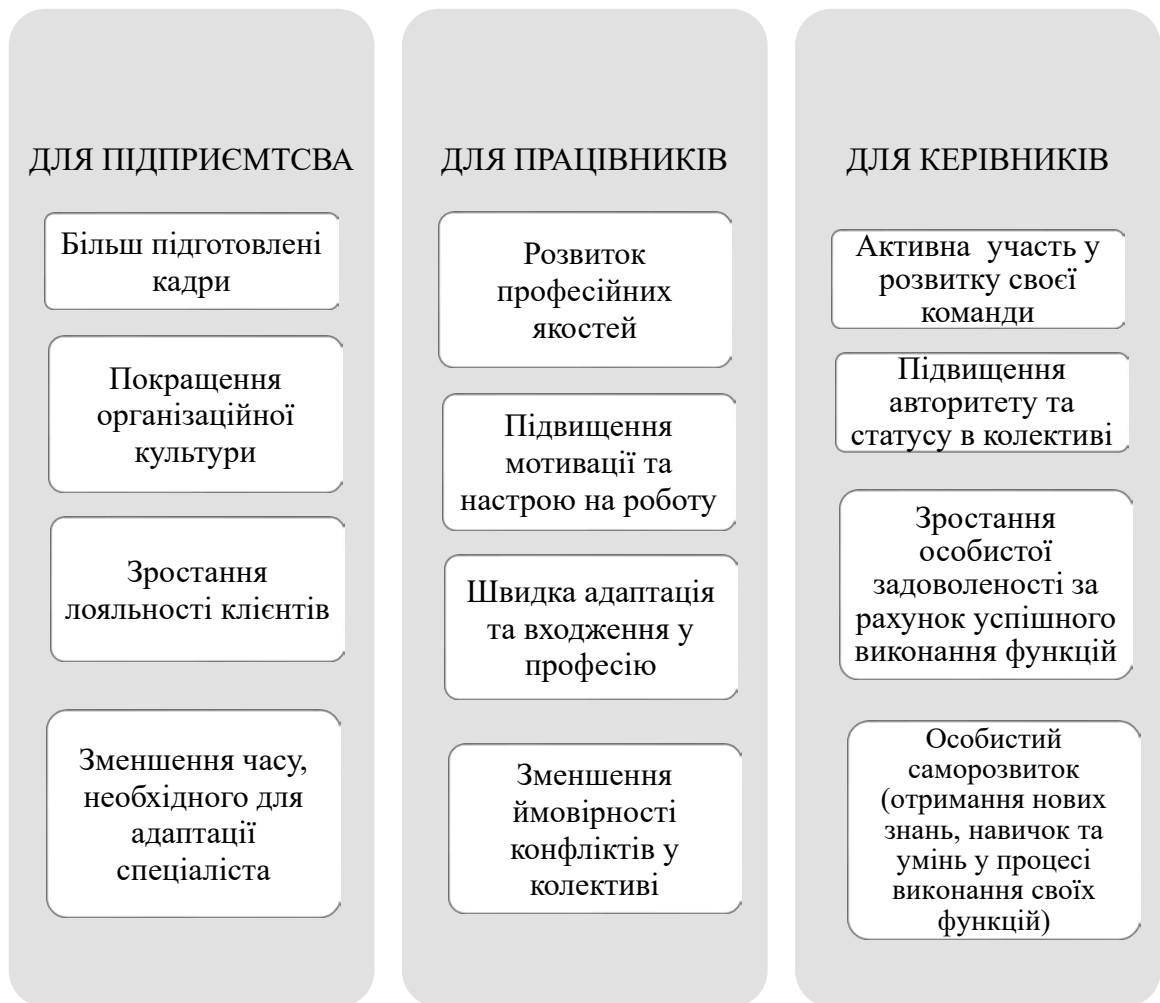 ДЛЯ ПІДПРИЄМТСВА
Більш підготовлені
кадри
Покращення
організаційної
культури
Зростання
лояльності клієнтів
Зменшення часу,
необхідного для
адаптації
спеціаліста
ДЛЯ ПРАЦІВНИКІВ
Розвиток
професійних
якостей
Підвищення
мотивації та
настрою на роботу
Швидка адаптація
та входження у
професію
Зменшення
ймовірності
конфліктів у
колективі
ДЛЯ КЕРІВНИКІВ
Активна участь у
розвитку своєї
команди
Підвищення
авторитету та
статусу в колективі
Зростання
особистої
задоволеності за
рахунок успішного
виконання функцій
Особистий
саморозвиток
(отримання нових
знань, навичок та
умінь у процесі
виконання своїх
функцій)